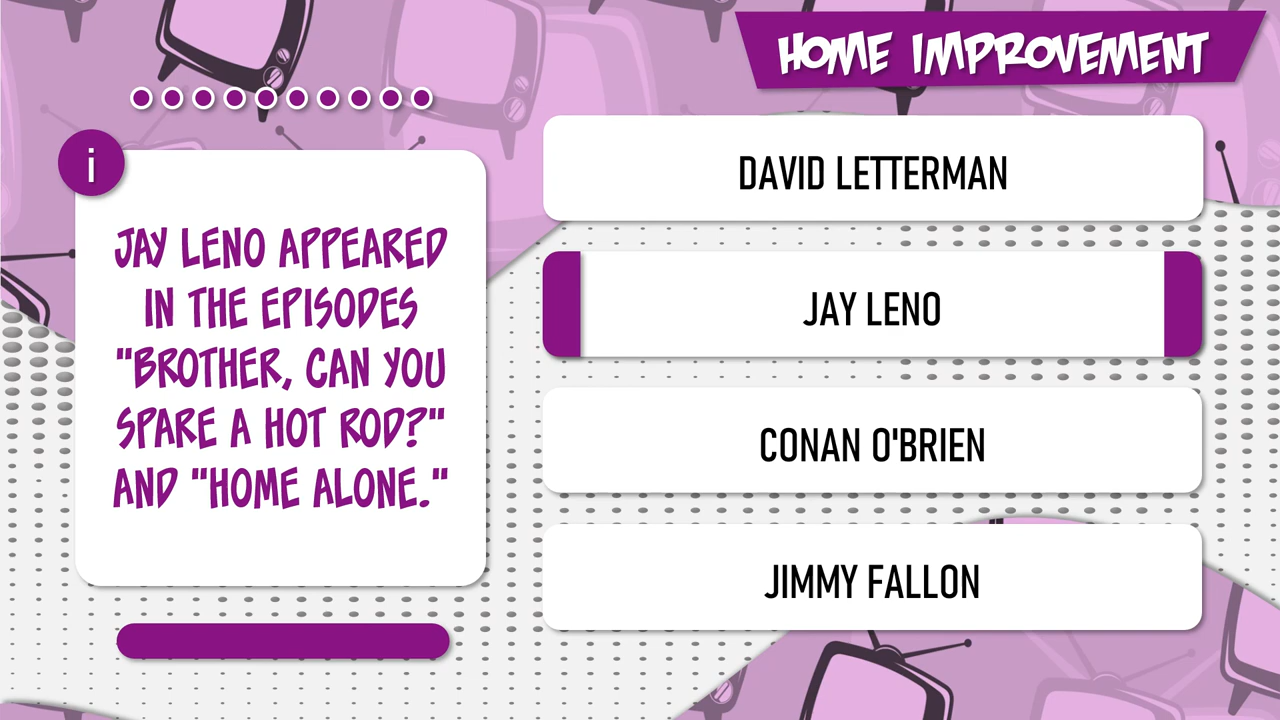 HOME IMPROVEMENT
i
JAY LENO APPEARED
IN THE EPISODES
"BROTHER, CAN YOU
SPARE A HOT ROD?"
AND "HOME ALONE."
DAVID LETTERMAN
JAY LENO
CONAN O'BRIEN
JIMMY FALLON